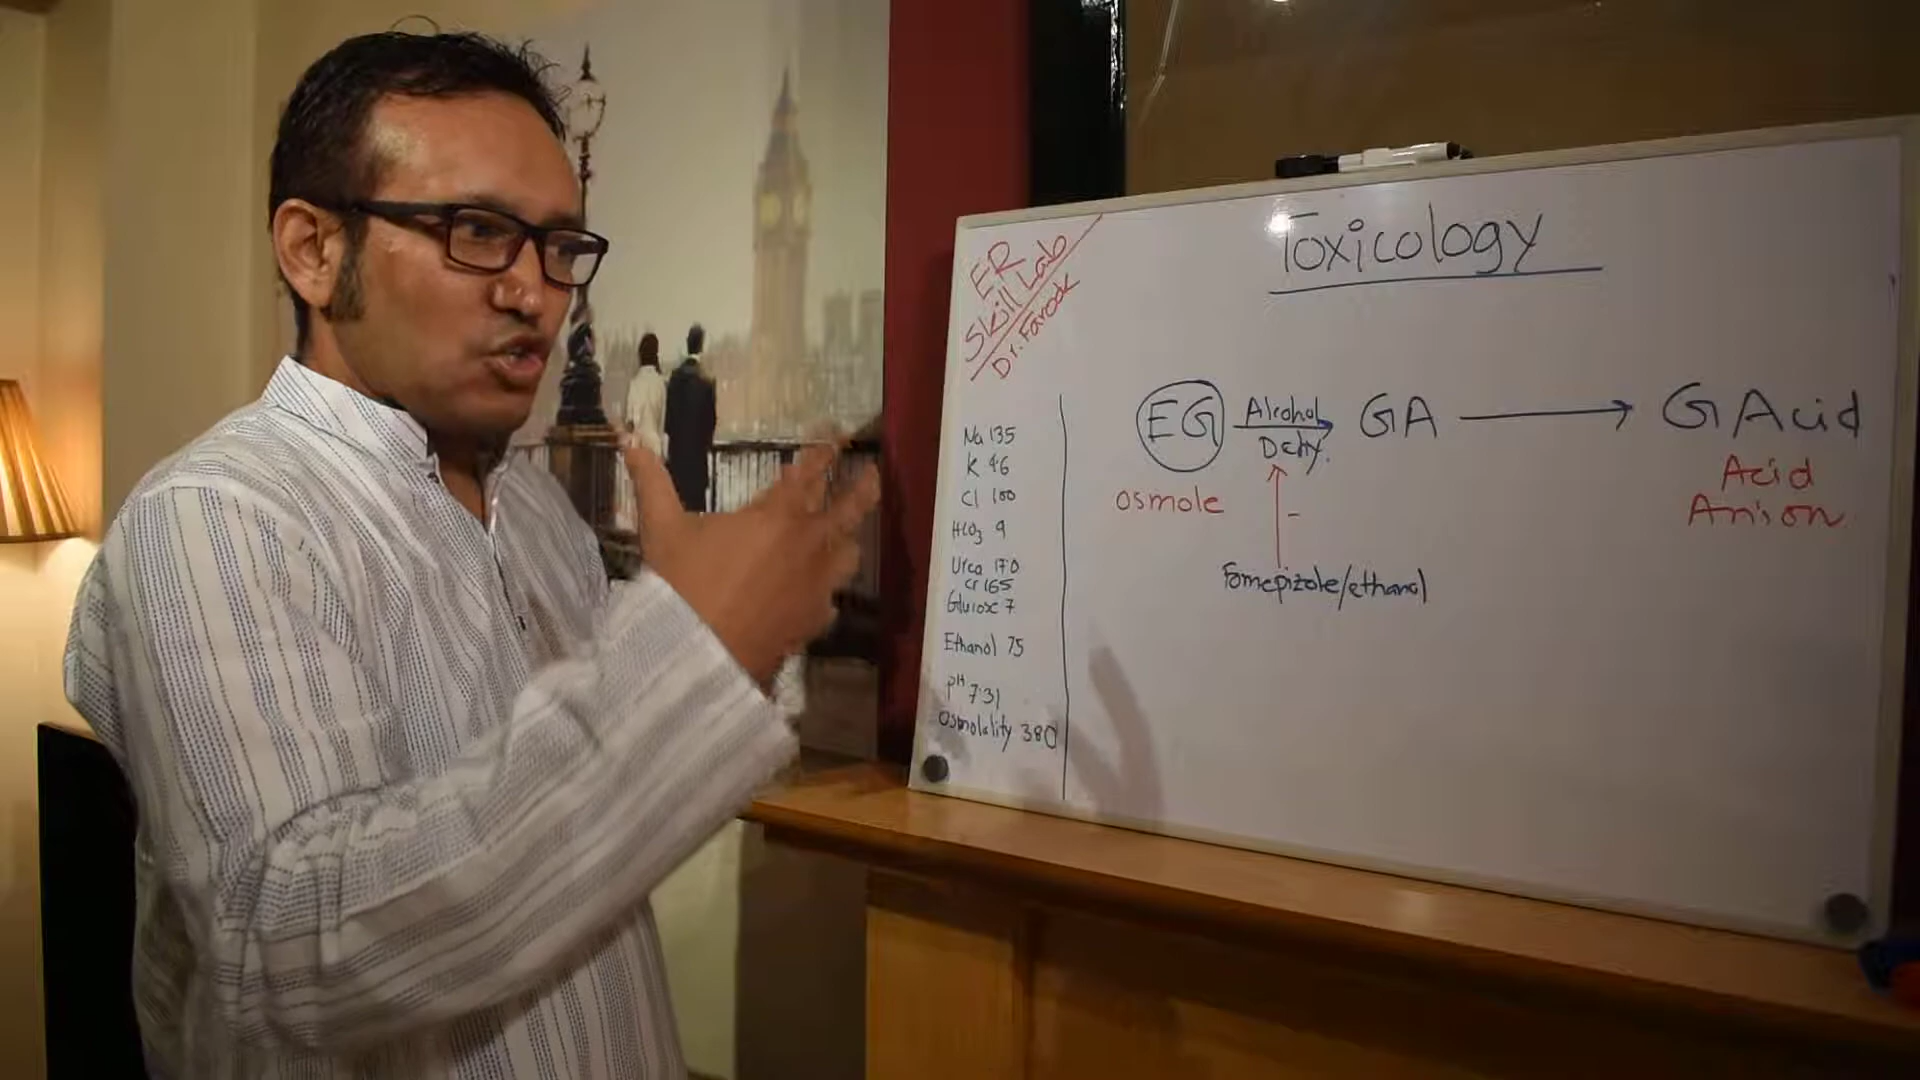 Toxicology
ER
Skill Lab
Dr. Farook
Na 135
K 4.6
Cl 100
HCO3 9
Urea 17.0
Cr 165
Glucose 7
Ethanol 75
pH 7.31
Osmolality 380
EG Alcohol GA GAcid
Dehy.
Osmole
Acid
Anion
-
Fomepizole/ethanol